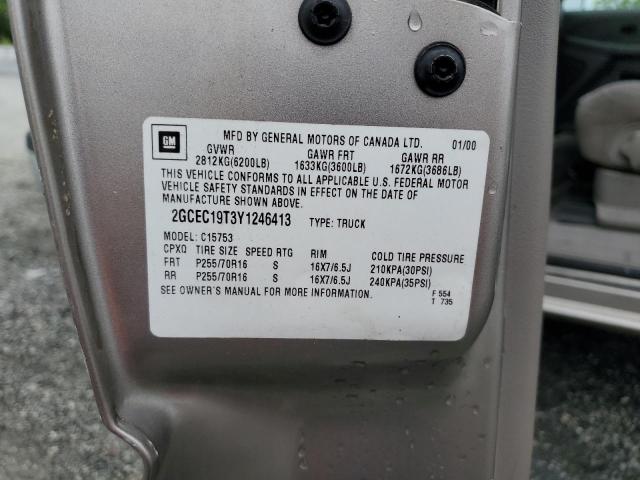 GM
MFD BY GENERAL MOTORS OF CANADA LTD. 01/00
GVWR GAWR FRT GAWR RR
2812KG(6200LB) 1633KG(3600LB) 1672KG(3686LB)
THIS VEHICLE CONFORMS TO ALL APPLICABLE U.S. FEDERAL MOTOR
VEHICLE SAFETY STANDARDS IN EFFECT ON THE DATE OF
MANUFACTURE SHOWN ABOVE.
2GCEC19T3Y1246413 TYPE: TRUCK
MODEL: C15753
CPXQ TIRE SIZE SPEED RTG RIM COLD TIRE PRESSURE
FRT P255/70R16 S 16X7/6.5J 210KPA(30PSI)
RR P255/70R16 S 16X7/6.5J 240KPA(35PSI)
SEE OWNER'S MANUAL FOR MORE INFORMATION.
F 554
T 735